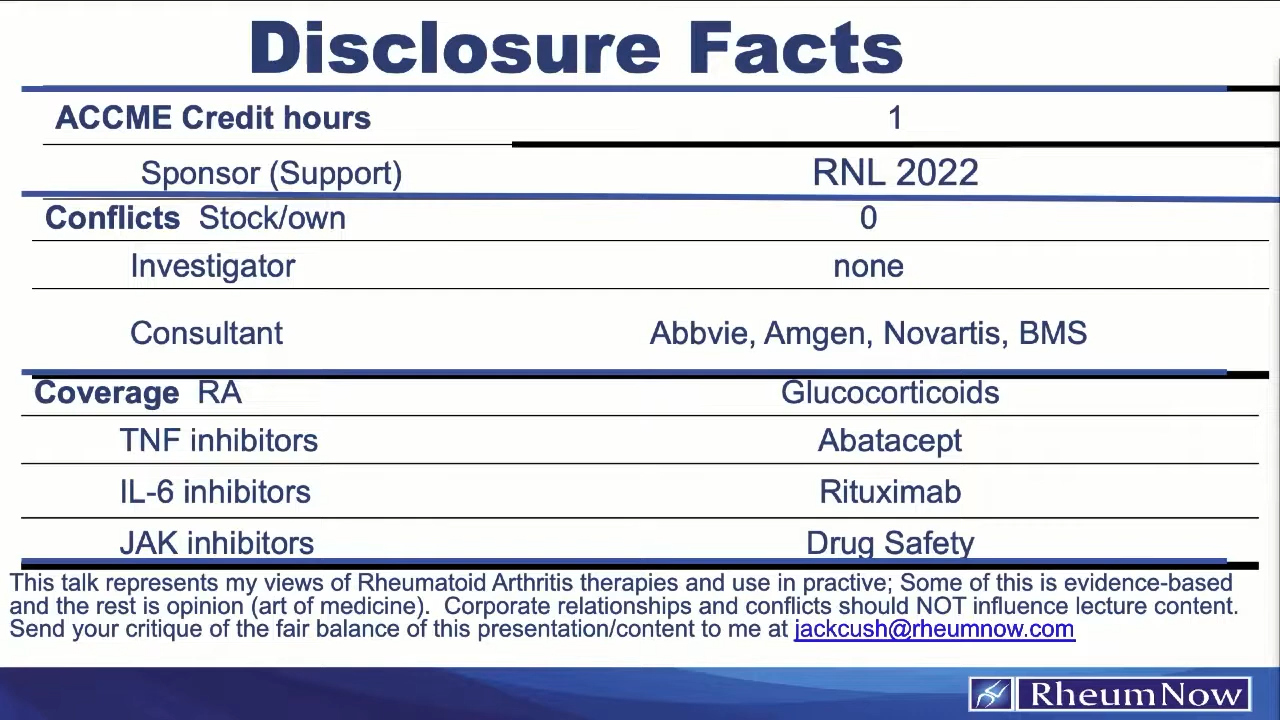 Disclosure Facts
ACCME Credit hours 1
Sponsor (Support) RNL 2022
Conflicts Stock/own 0
Investigator none
Consultant Abbvie, Amgen, Novartis, BMS
Coverage RA Glucocorticoids
TNF inhibitors Abatacept
IL-6 inhibitors Rituximab
JAK inhibitors Drug Safety
This talk represents my views of Rheumatoid Arthritis therapies and use in practive; Some of this is evidence-based
and the rest is opinion (art of medicine). Corporate relationships and conflicts should NOT influence lecture content.
Send your critique of the fair balance of this presentation/content to me at jackcush@rheumnow.com
RheumNow